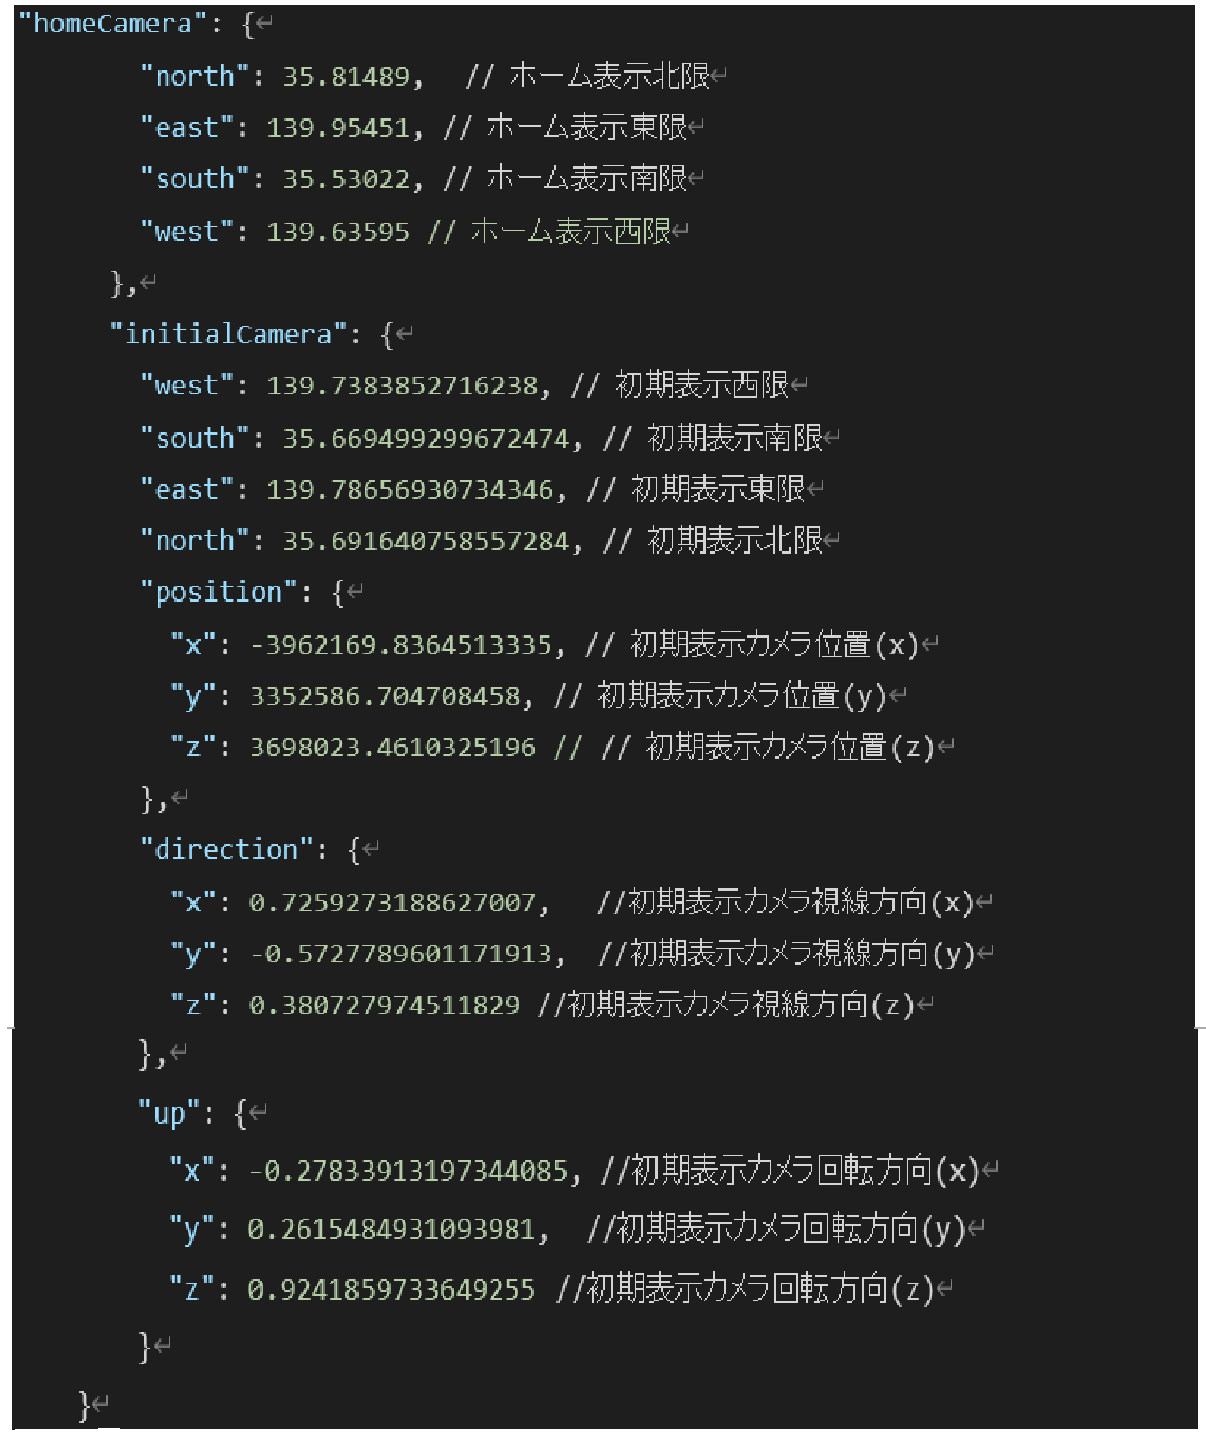 "homeCamera": {↵
"north": 35.81489,  // ホーム表示北限↵
"east": 139.95451, // ホーム表示東限↵
"south": 35.53022, // ホーム表示南限↵
"west": 139.63595 // ホーム表示西限↵
},↵
"initialCamera": {↵
"west": 139.7383852716238, // 初期表示西限↵
"south": 35.669499299672474, // 初期表示南限↵
"east": 139.78656930734346, // 初期表示東限↵
"north": 35.691640758557284, // 初期表示北限↵
"position": {↵
"x": -3962169.8364513335, // 初期表示カメラ位置(x)↵
"y": 3352586.704708458, // 初期表示カメラ位置(y)↵
"z": 3698023.4610325196 // // 初期表示カメラ位置(z)↵
},↵
"direction": {↵
"x": 0.7259273188627007,  //初期表示カメラ視線方向(x)↵
"y": -0.5727789601171913,  //初期表示カメラ視線方向(y)↵
"z": 0.380727974511829 //初期表示カメラ視線方向(z)↵
},↵
"up": {↵
"x": -0.27833913197344085, //初期表示カメラ回転方向(x)↵
"y": 0.2615484931093981,  //初期表示カメラ回転方向(y)↵
"z": 0.9241859733649255 //初期表示カメラ回転方向(z)↵
}↵
}↵